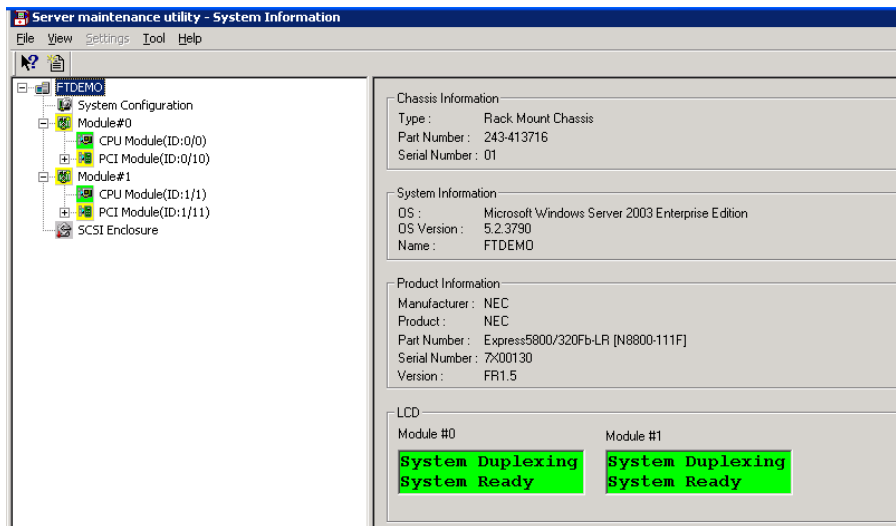 Server maintenance utility - System Information
File View Settings Tool Help
FTDEMO
System Configuration
Module#0
CPU Module(ID:0/0)
PCI Module(ID:0/10)
Module#1
CPU Module(ID:1/1)
PCI Module(ID:1/11)
SCSI Enclosure
Chassis Information
Type : Rack Mount Chassis
Part Number : 243-413716
Serial Number : 01
System Information
OS : Microsoft Windows Server 2003 Enterprise Edition
OS Version : 5.2.3790
Name : FTDEMO
Product Information
Manufacturer : NEC
Product : NEC
Part Number : Express5800/320Fb-LR [N8800-111F]
Serial Number : 7X00130
Version : FR1.5
LCD
Module #0 Module #1
System Duplexing System Duplexing
System Ready System Ready